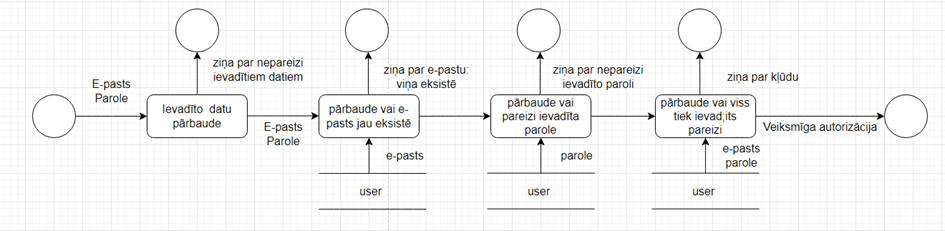 E-pasts
Parole
Ievadīto datu
pārbaude
ziņa par nepareizi
ievadītiem datiem
E-pasts
Parole
pārbaude vai e-
pasts jau eksistē
ziņa par e-pastu:
viņa eksistē
e-pasts
user
pārbaude vai
pareizi ievadīta
parole
ziņa par nepareizi
ievadīto paroli
parole
user
pārbaude vai viss
tiek ievad;its
pareizi
ziņa par kļūdu
e-pasts
parole
user
Veiksmīga autorizācija